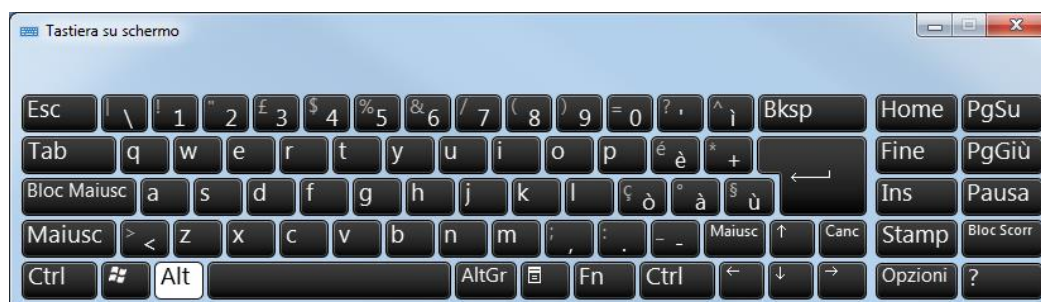 Tastiera su schermo
Esc | \ ! 1 " 2 £ 3 $ 4 % 5 & 6 / 7 ( 8 ) 9 = 0 ? ' ^ ì Bksp Home PgSu
Tab q w e r t y u i o p é è * + Fine PgGiù
Bloc Maiusc a s d f g h j k l ç ò ° à § ù Ins Pausa
Maiusc > < z x c v b n m ; , : . _ - Maiusc ↑ Canc Stamp Bloc Scorr
Ctrl Alt AltGr Fn Ctrl ← ↓ → Opzioni ?